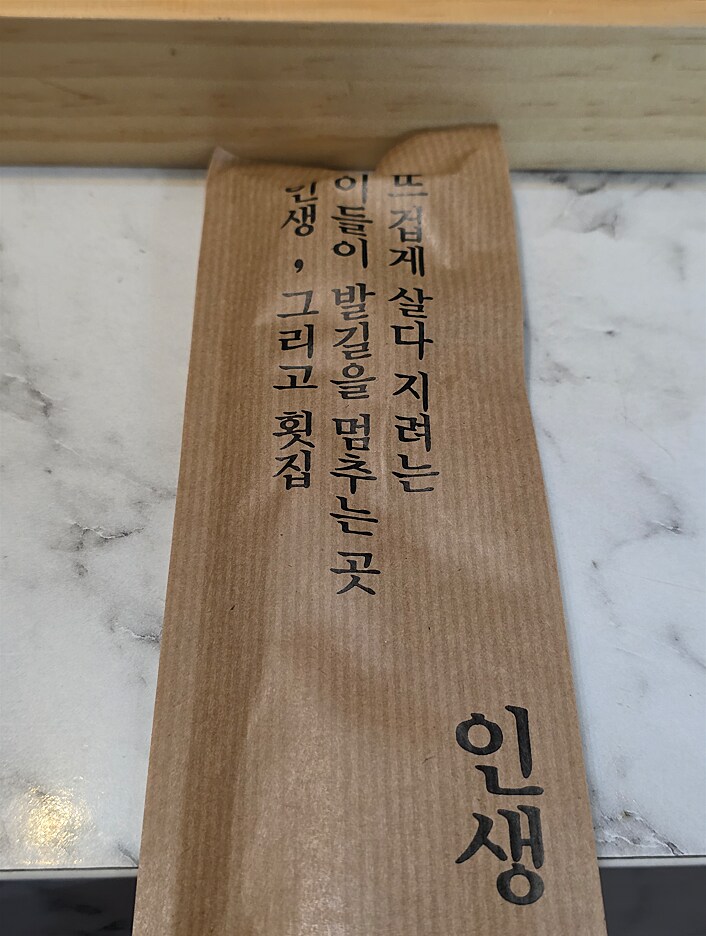 뜨겁게 살다 지려는
이들이 발길을 멈추는 곳
인생, 그리고 횟집
인생